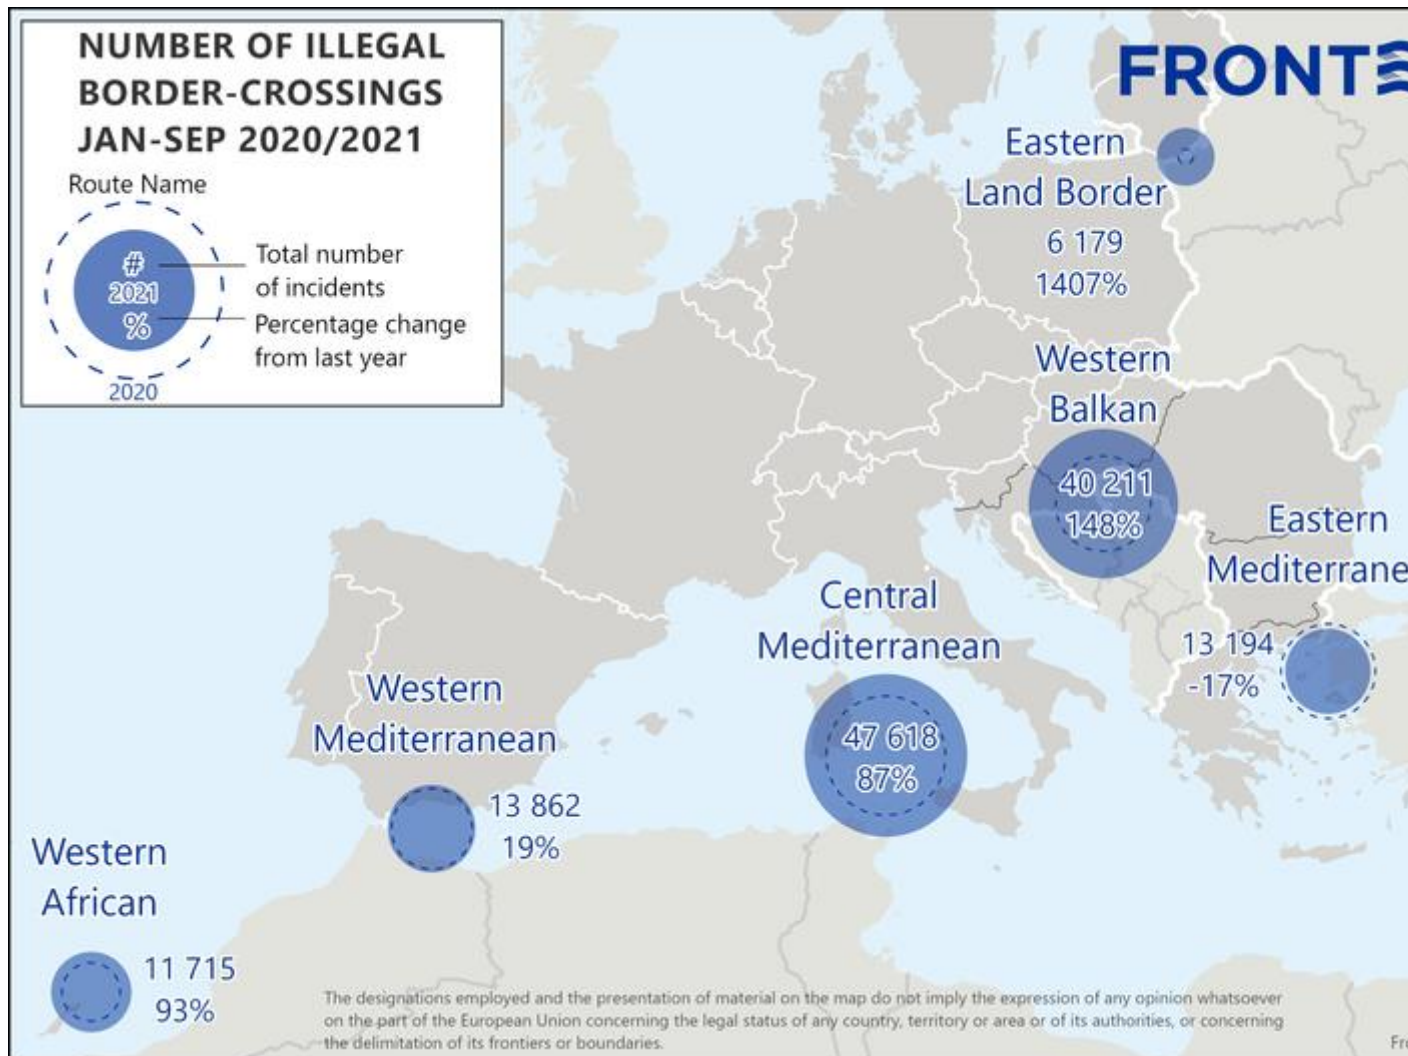 NUMBER OF ILLEGAL
BORDER-CROSSINGS
JAN-SEP 2020/2021
Route Name
#
2021
%
Total number
of incidents
Percentage change
from last year
2020
FRONTE
Eastern
Land Border
6 179
1407%
Western
Balkan
40 211
148%
Eastern
Mediterrane
13 194
-17%
Central
Mediterranean
47 618
87%
Western
Mediterranean
13 862
19%
Western
African
11 715
93%
The designations employed and the presentation of material on the map do not imply the expression of any opinion whatsoever
on the part of the European Union concerning the legal status of any country, territory or area or of its authorities, or concerning
the delimitation of its frontiers or boundaries.
Fro